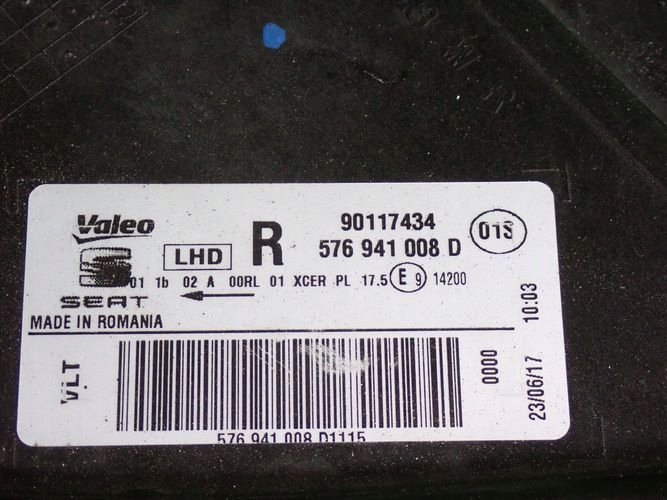 Valeo
LHD R
90117434
576 941 008 D
01S
01 1b 02 A 00RL 01 XCER PL 17.5 E 9 14200
SEAT
MADE IN ROMANIA
VLT
576 941 008 D1115
0000
23/06/17 10:03